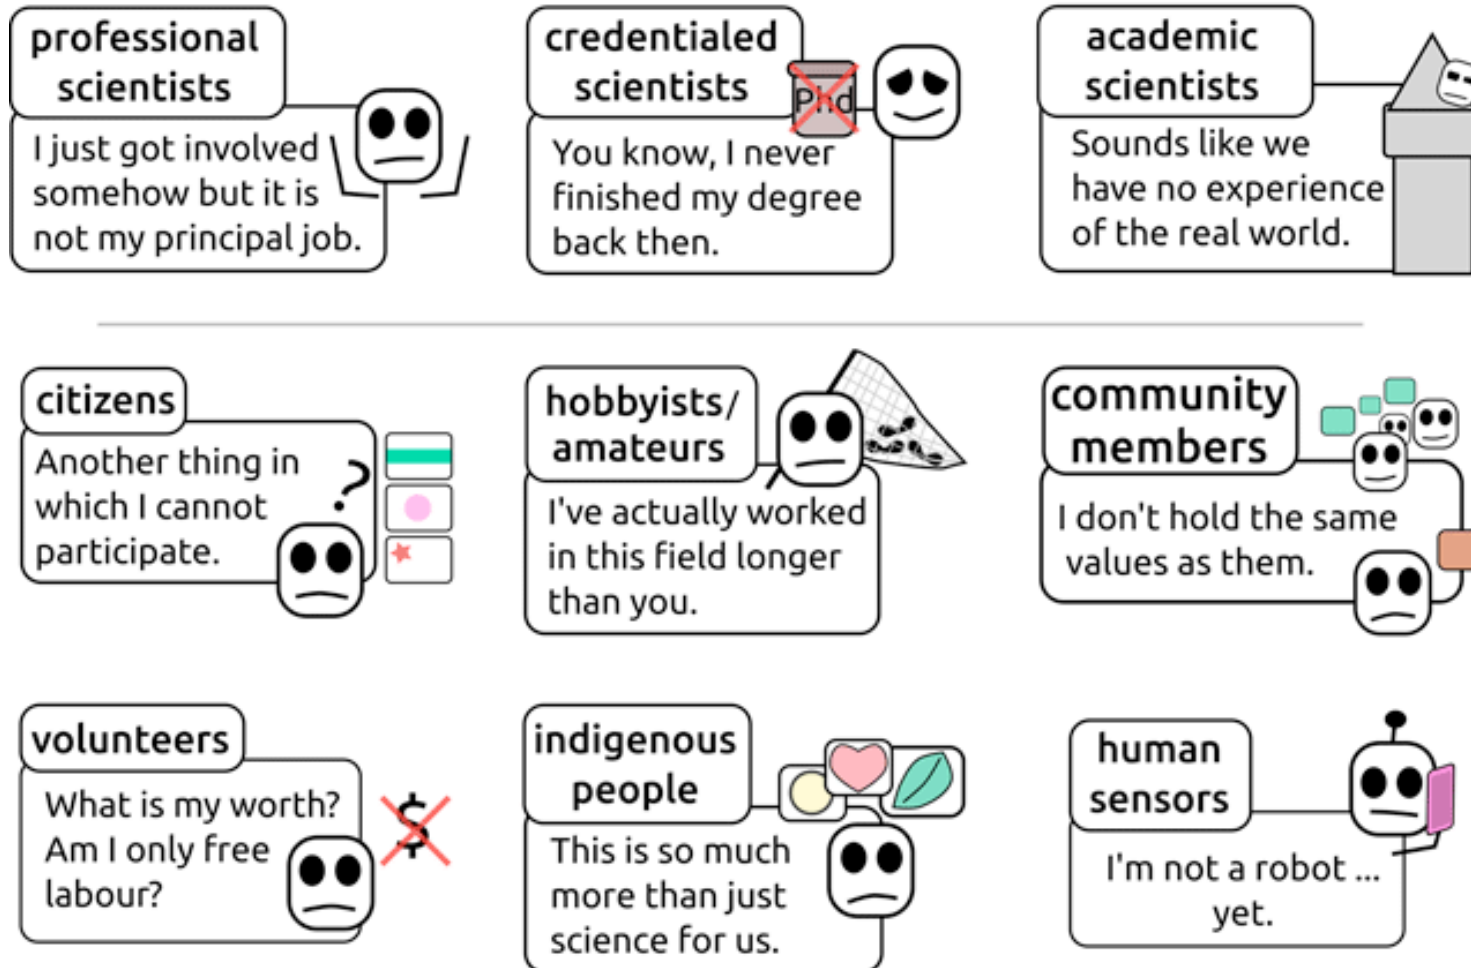 professional
scientists
I just got involved
somehow but it is
not my principal job.
credentialed
scientists
Phd
You know, I never
finished my degree
back then.
academic
scientists
Sounds like we
have no experience
of the real world.
citizens
Another thing in
which I cannot
participate.
?
hobbyists/
amateurs
I've actually worked
in this field longer
than you.
community
members
I don't hold the same
values as them.
volunteers
What is my worth?
Am I only free
labour?
$
indigenous
people
This is so much
more than just
science for us.
human
sensors
I'm not a robot ...
yet.